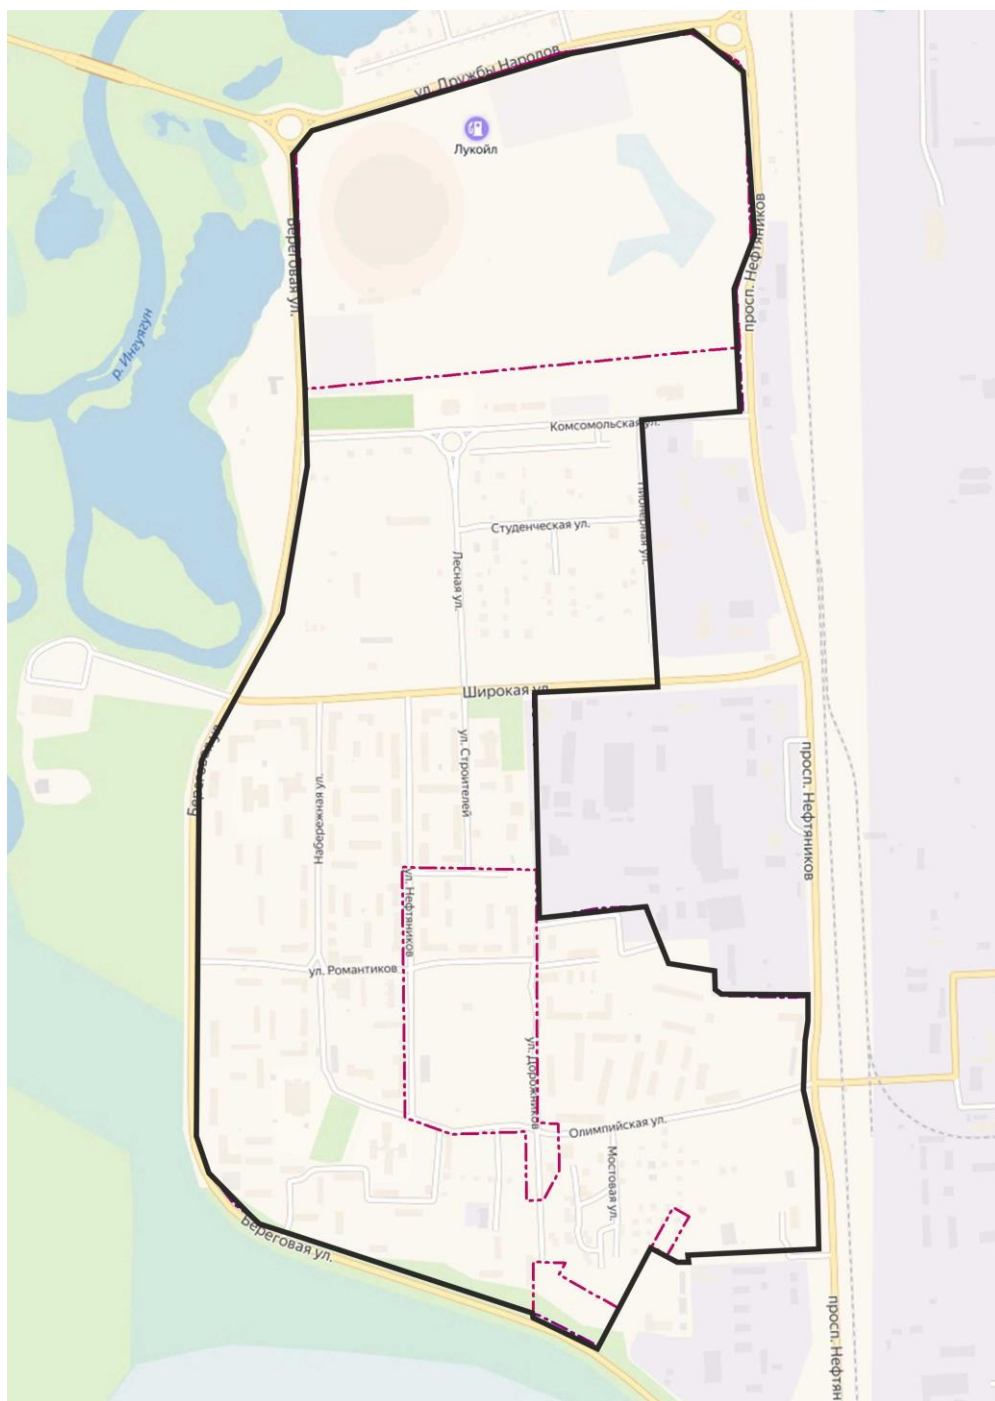 ул. Дружбы Народов
Лукойл
Береговая ул.
просп. Нефтяников
р. Ингуягун
Комсомольская ул.
Пионерная ул.
Студенческая ул.
Лесная ул.
Широкая ул.
Береговая ул.
ул. Строителей
Набережная ул.
просп. Нефтяников
ул. Нефтяников
ул. Романтиков
ул. Дорожников
Олимпийская ул.
Мостовая ул.
Береговая ул.
просп. Нефтян